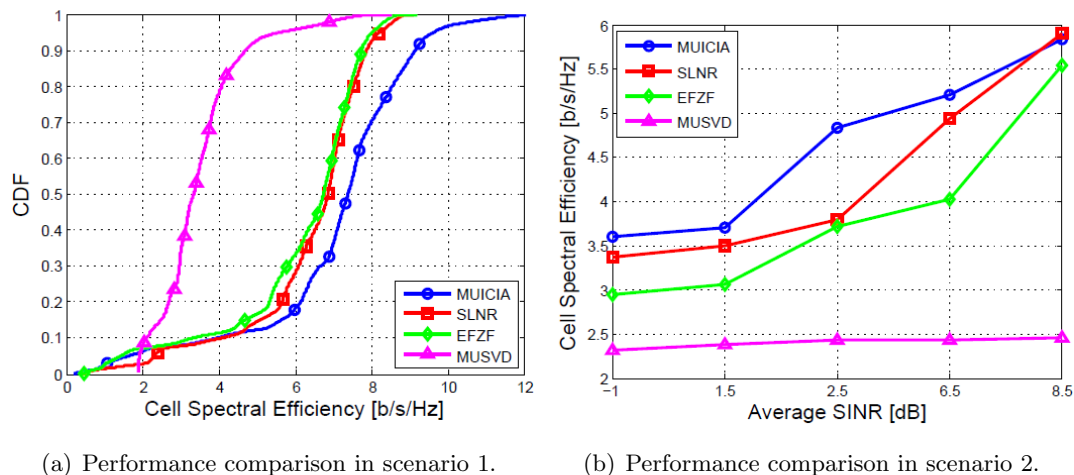 1
0.9
0.8
0.7
0.6
0.5
0.4
0.3
0.2
0.1
0
CDF
0 2 4 6 8 10 12
Cell Spectral Efficiency [b/s/Hz]
MUICIA
SLNR
EFZF
MUSVD
(a) Performance comparison in scenario 1.
6
5.5
5
4.5
4
3.5
3
2.5
2
Cell Spectral Efficiency [b/s/Hz]
−1 1.5 2.5 6.5 8.5
Average SINR [dB]
MUICIA
SLNR
EFZF
MUSVD
(b) Performance comparison in scenario 2.